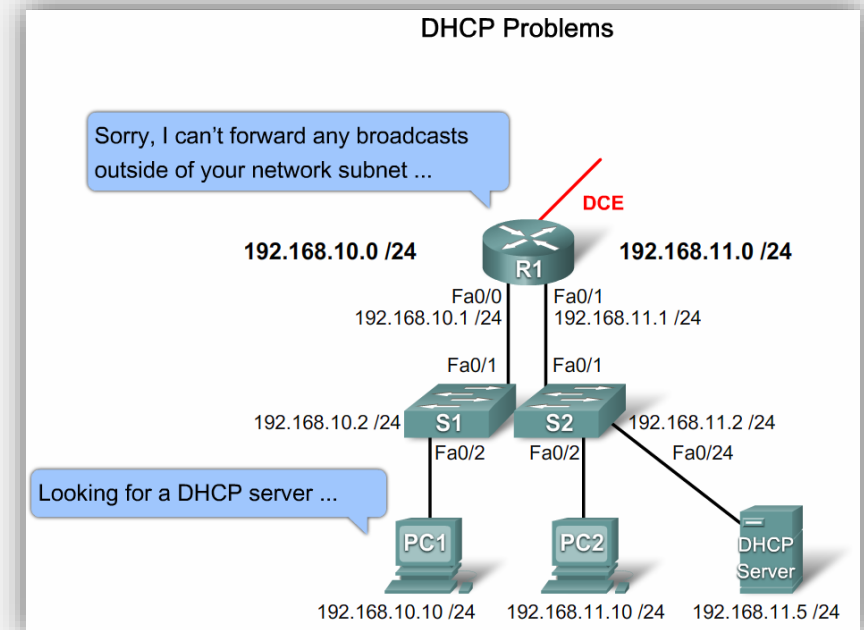 DHCP Problems
Sorry, I can't forward any broadcasts
outside of your network subnet ...
DCE
192.168.10.0 /24
192.168.11.0 /24
R1
Fa0/0
Fa0/1
192.168.10.1 /24
192.168.11.1 /24
Fa0/1
Fa0/1
192.168.10.2 /24
S1
S2
192.168.11.2 /24
Fa0/2
Fa0/2
Fa0/24
Looking for a DHCP server ...
PC1
PC2
DHCP
Server
192.168.10.10 /24
192.168.11.10 /24
192.168.11.5 /24